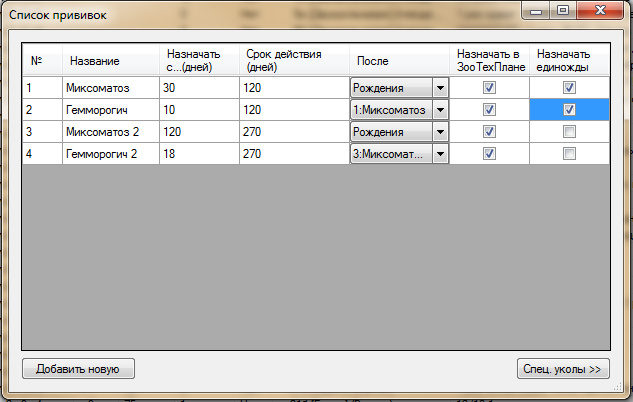 Список прививок
№ Название Назначать с...(дней) Срок действия (дней) После Назначать в ЗооТехПлане Назначать единожды
1 Миксоматоз 30 120 Рождения
2 Гемморогич 10 120 1:Миксоматоз
3 Миксоматоз 2 120 270 Рождения
4 Гемморогич 2 18 270 3:Миксомат...
Добавить новую Спец. уколы >>